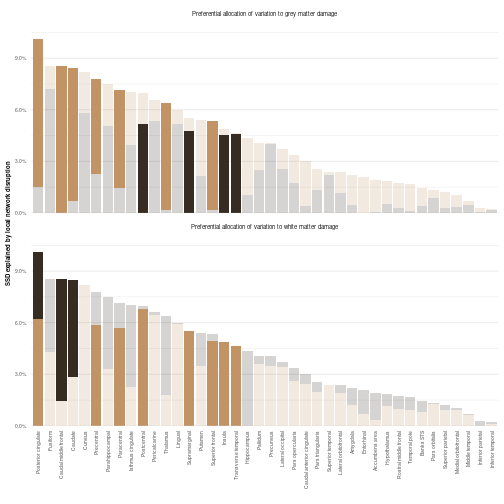 Preferential allocation of variation to grey matter damage
9.0%
6.0%
3.0%
0.0%
SSD explained by local network disruption
Preferential allocation of variation to white matter damage
9.0%
6.0%
3.0%
0.0%
Posterior cingulate
Fusiform
Caudal middle frontal
Caudate
Cuneus
Precentral
Parahippocampal
Paracentral
Isthmus cingulate
Postcentral
Pericalcarine
Thalamus
Lingual
Supramarginal
Putamen
Superior frontal
Insula
Transverse temporal
Hippocampus
Pallidum
Precuneus
Lateral occipital
Pars opercularis
Caudal anterior cingulate
Pars triangularis
Superior temporal
Lateral orbitofrontal
Amygdala
Entorhinal
Accumbens area
Hypothalamus
Rostral middle frontal
Temporal pole
Banks STS
Pars orbitalis
Superior parietal
Medial orbitofrontal
Middle temporal
Inferior parietal
Inferior temporal